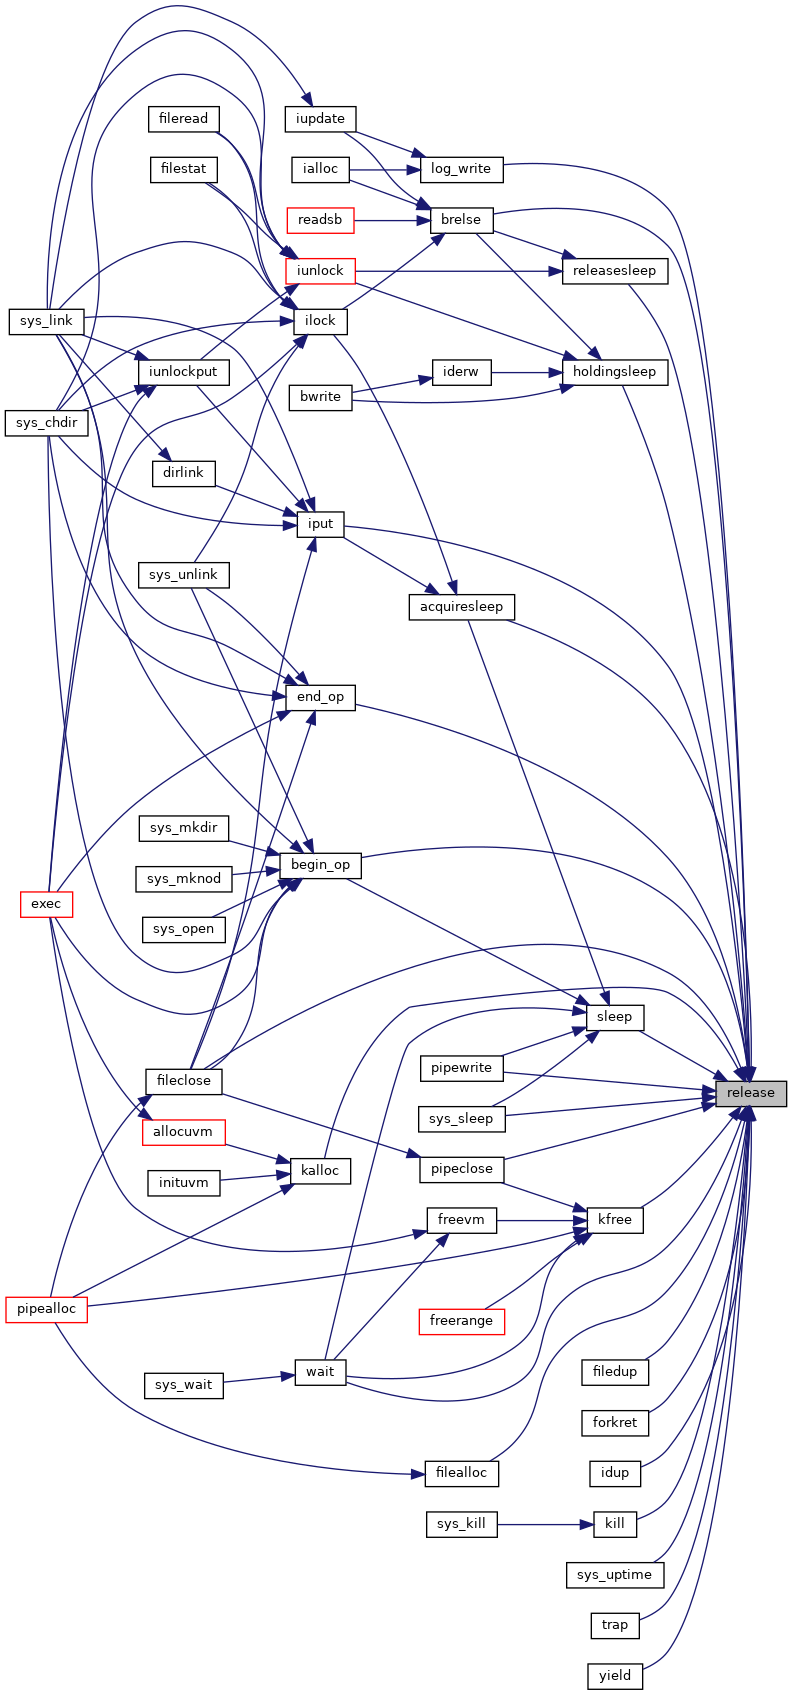 fileread
iupdate
filestat
ialloc
log_write
readsb
brelse
iunlock
releasesleep
sys_link
ilock
iunlockput
iderw
holdingsleep
bwrite
sys_chdir
dirlink
iput
sys_unlink
acquiresleep
end_op
sys_mkdir
begin_op
sys_mknod
exec
sys_open
sleep
pipewrite
fileclose
release
sys_sleep
allocuvm
pipeclose
kalloc
inituvm
freevm
kfree
pipealloc
freerange
wait
filedup
sys_wait
forkret
filealloc
idup
sys_kill
kill
sys_uptime
trap
yield